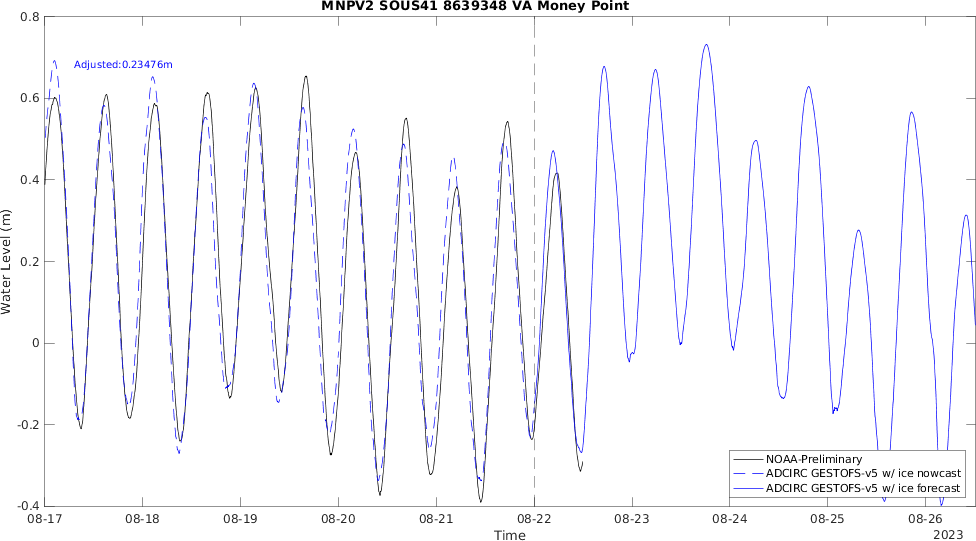 MNPV2 SOUS41 8639348 VA Money Point
0.8
0.6
0.4
0.2
0
-0.2
-0.4
Water Level (m)
Adjusted:0.23476m
NOAA-Preliminary
ADCIRC GESTOFS-v5 w/ ice nowcast
ADCIRC GESTOFS-v5 w/ ice forecast
08-17 08-18 08-19 08-20 08-21 08-22 08-23 08-24 08-25 08-26
Time
2023